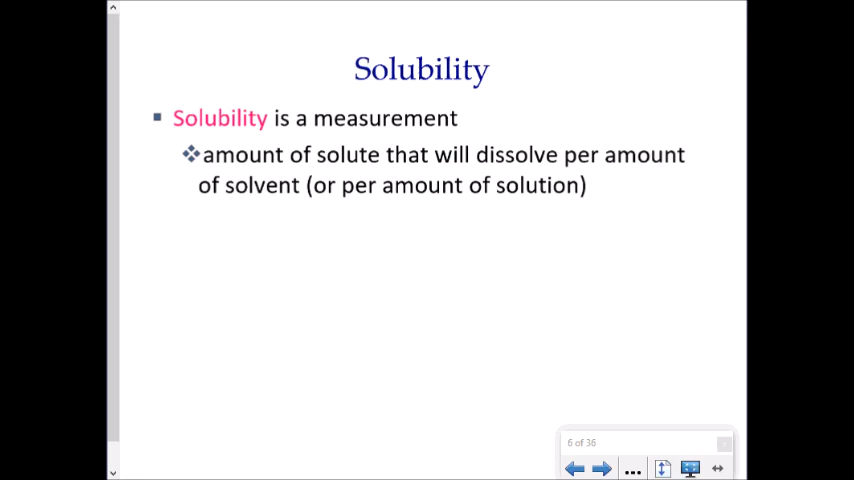 Solubility
▪ Solubility is a measurement
❖amount of solute that will dissolve per amount
of solvent (or per amount of solution)
6 of 36
...